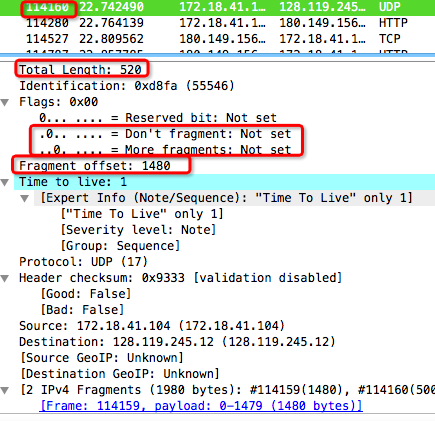 114160 22.742490 172.18.41.1… 128.119.245… UDP
114280 22.764139 172.18.41.1… 180.149.156… HTTP
114527 22.809562 180.149.156… 172.18.41.1… TCP
Total Length: 520
Identification: 0xd8fa (55546)
Flags: 0x00
0... .... = Reserved bit: Not set
.0.. .... = Don't fragment: Not set
..0. .... = More fragments: Not set
Fragment offset: 1480
Time to live: 1
[Expert Info (Note/Sequence): "Time To Live" only 1]
["Time To Live" only 1]
[Severity level: Note]
[Group: Sequence]
Protocol: UDP (17)
Header checksum: 0x9333 [validation disabled]
[Good: False]
[Bad: False]
Source: 172.18.41.104 (172.18.41.104)
Destination: 128.119.245.12 (128.119.245.12)
[Source GeoIP: Unknown]
[Destination GeoIP: Unknown]
[2 IPv4 Fragments (1980 bytes): #114159(1480), #114160(500
[Frame: 114159, payload: 0-1479 (1480 bytes)]